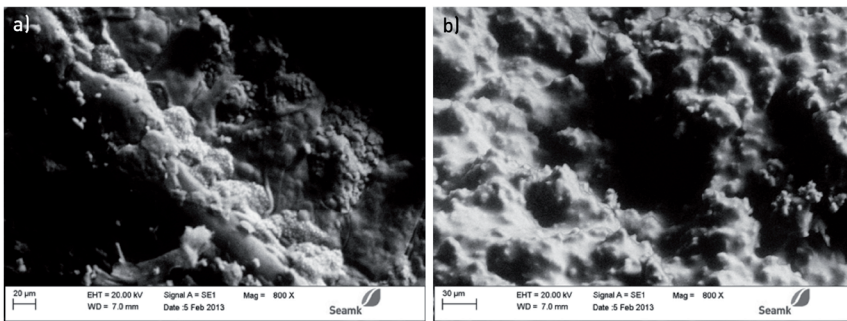 a)
20 µm
EHT = 20.00 kV Signal A = SE1 Mag = 800 X
WD = 7.0 mm Date :5 Feb 2013
Seamk
b)
30 µm
EHT = 20.00 kV Signal A = SE1 Mag = 800 X
WD = 7.0 mm Date :5 Feb 2013
Seamk